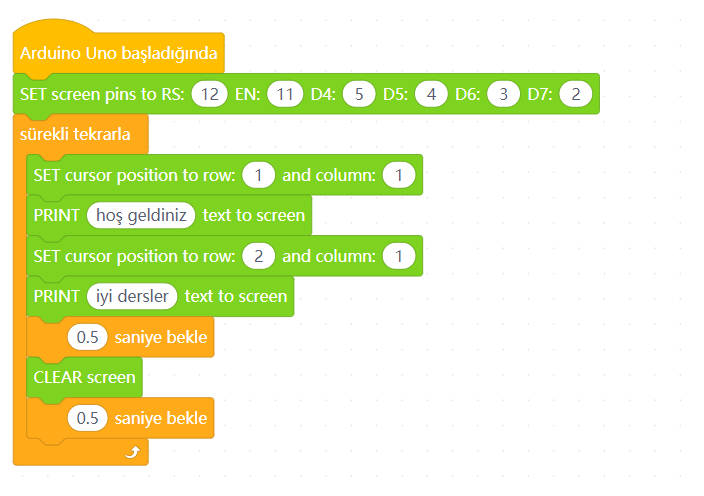 Arduino Uno başladığında
SET screen pins to RS: 12 EN: 11 D4: 5 D5: 4 D6: 3 D7: 2
sürekli tekrarla
SET cursor position to row: 1 and column: 1
PRINT hoş geldiniz text to screen
SET cursor position to row: 2 and column: 1
PRINT iyi dersler text to screen
0.5 saniye bekle
CLEAR screen
0.5 saniye bekle